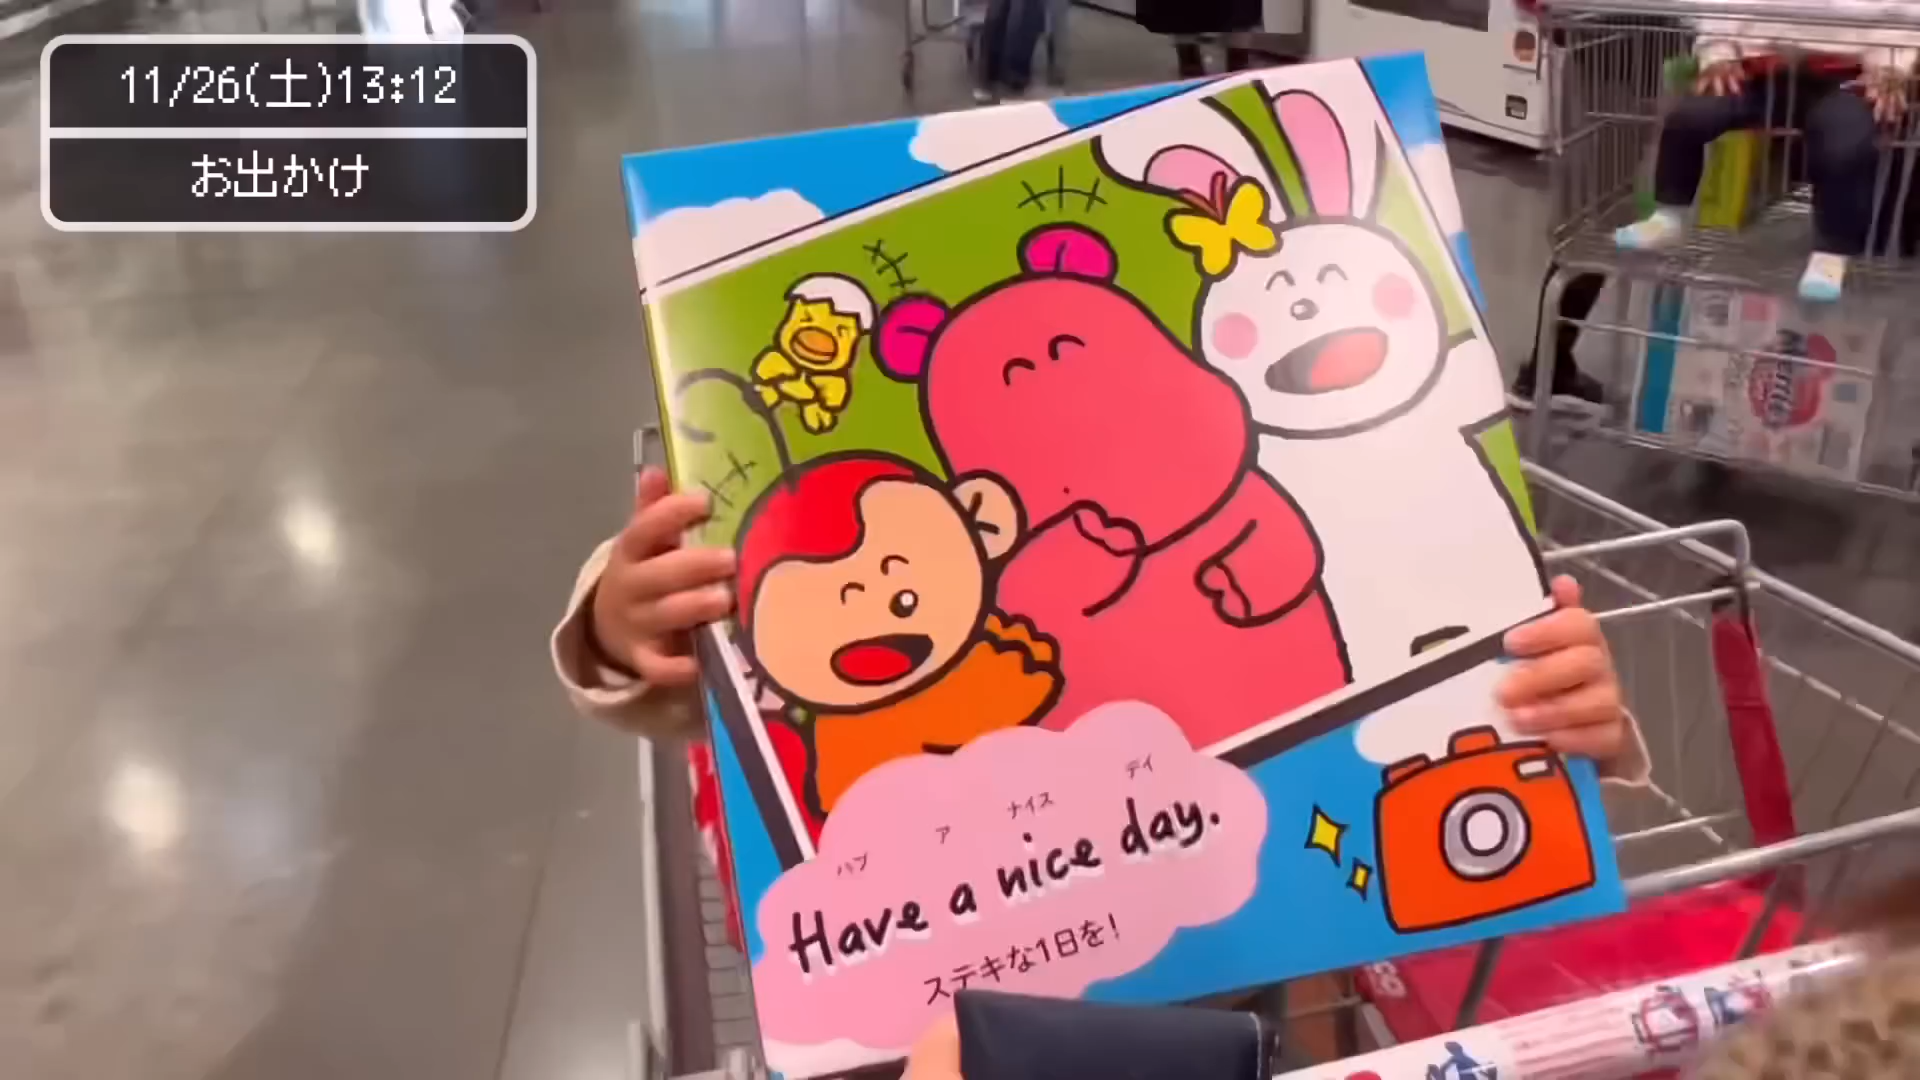 11/26(土)13:12
お出かけ
ハブ ア ナイス デイ
Have a nice day.
ステキな1日を!